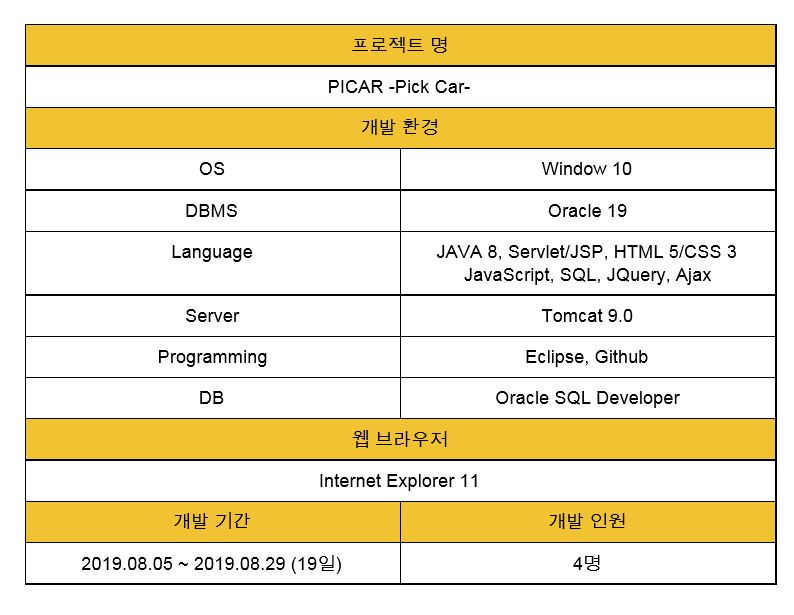 프로젝트 명
PICAR -Pick Car-
개발 환경
OS Window 10
DBMS Oracle 19
Language JAVA 8, Servlet/JSP, HTML 5/CSS 3
JavaScript, SQL, JQuery, Ajax
Server Tomcat 9.0
Programming Eclipse, Github
DB Oracle SQL Developer
웹 브라우저
Internet Explorer 11
개발 기간 개발 인원
2019.08.05 ~ 2019.08.29 (19일) 4명